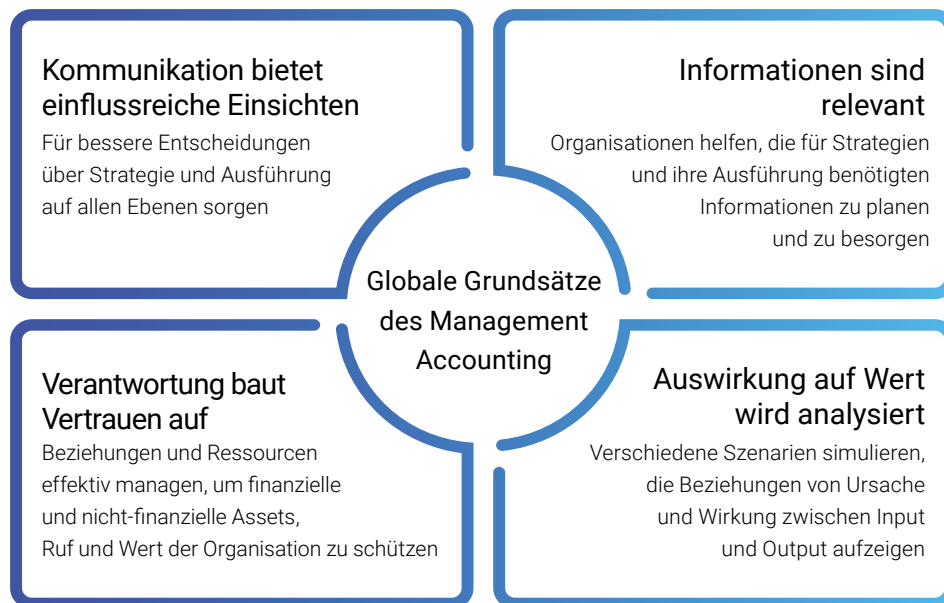 Kommunikation bietet
einflussreiche Einsichten
Für bessere Entscheidungen
über Strategie und Ausführung
auf allen Ebenen sorgen
Informationen sind
relevant
Organisationen helfen, die für Strategien
und ihre Ausführung benötigten
Informationen zu planen
und zu besorgen
Globale Grundsätze
des Management
Accounting
Verantwortung baut
Vertrauen auf
Beziehungen und Ressourcen
effektiv managen, um finanzielle
und nicht-finanzielle Assets,
Ruf und Wert der Organisation zu schützen
Auswirkung auf Wert
wird analysiert
Verschiedene Szenarien simulieren,
die Beziehungen von Ursache
und Wirkung zwischen Input
und Output aufzeigen